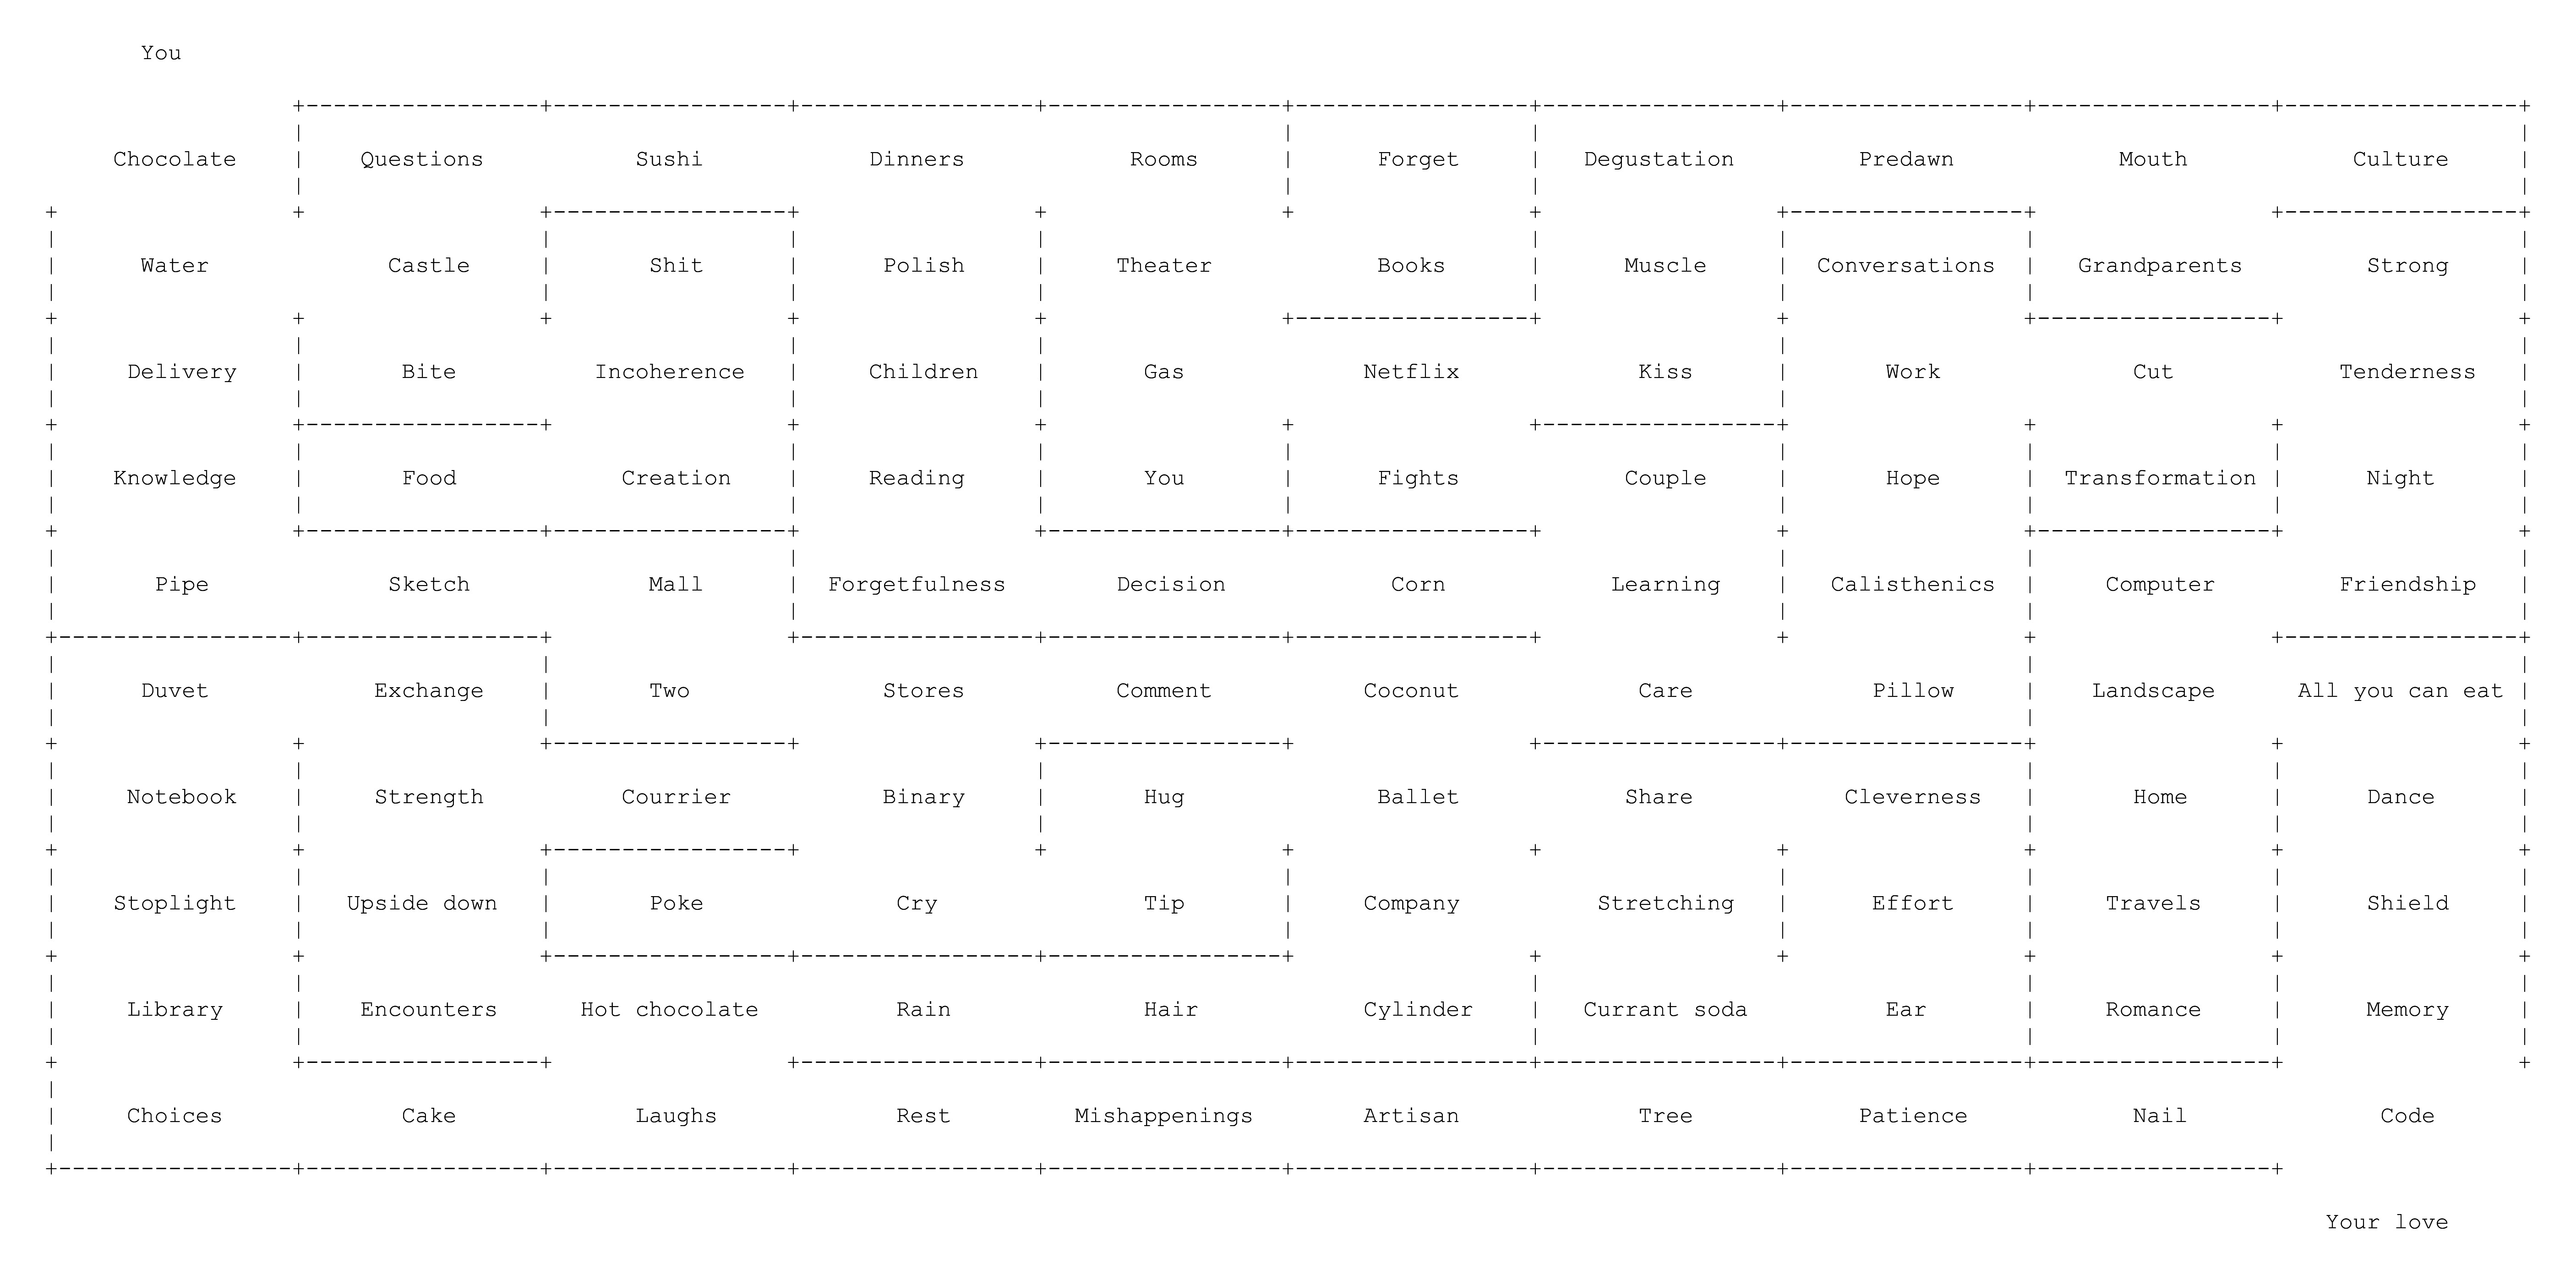 You
Chocolate Questions Sushi Dinners Rooms Forget Degustation Predawn Mouth Culture
Water Castle Shit Polish Theater Books Muscle Conversations Grandparents Strong
Delivery Bite Incoherence Children Gas Netflix Kiss Work Cut Tenderness
Knowledge Food Creation Reading You Fights Couple Hope Transformation Night
Pipe Sketch Mall Forgetfulness Decision Corn Learning Calisthenics Computer Friendship
Duvet Exchange Two Stores Comment Coconut Care Pillow Landscape All you can eat
Notebook Strength Courrier Binary Hug Ballet Share Cleverness Home Dance
Stoplight Upside down Poke Cry Tip Company Stretching Effort Travels Shield
Library Encounters Hot chocolate Rain Hair Cylinder Currant soda Ear Romance Memory
Choices Cake Laughs Rest Mishappenings Artisan Tree Patience Nail Code
Your love